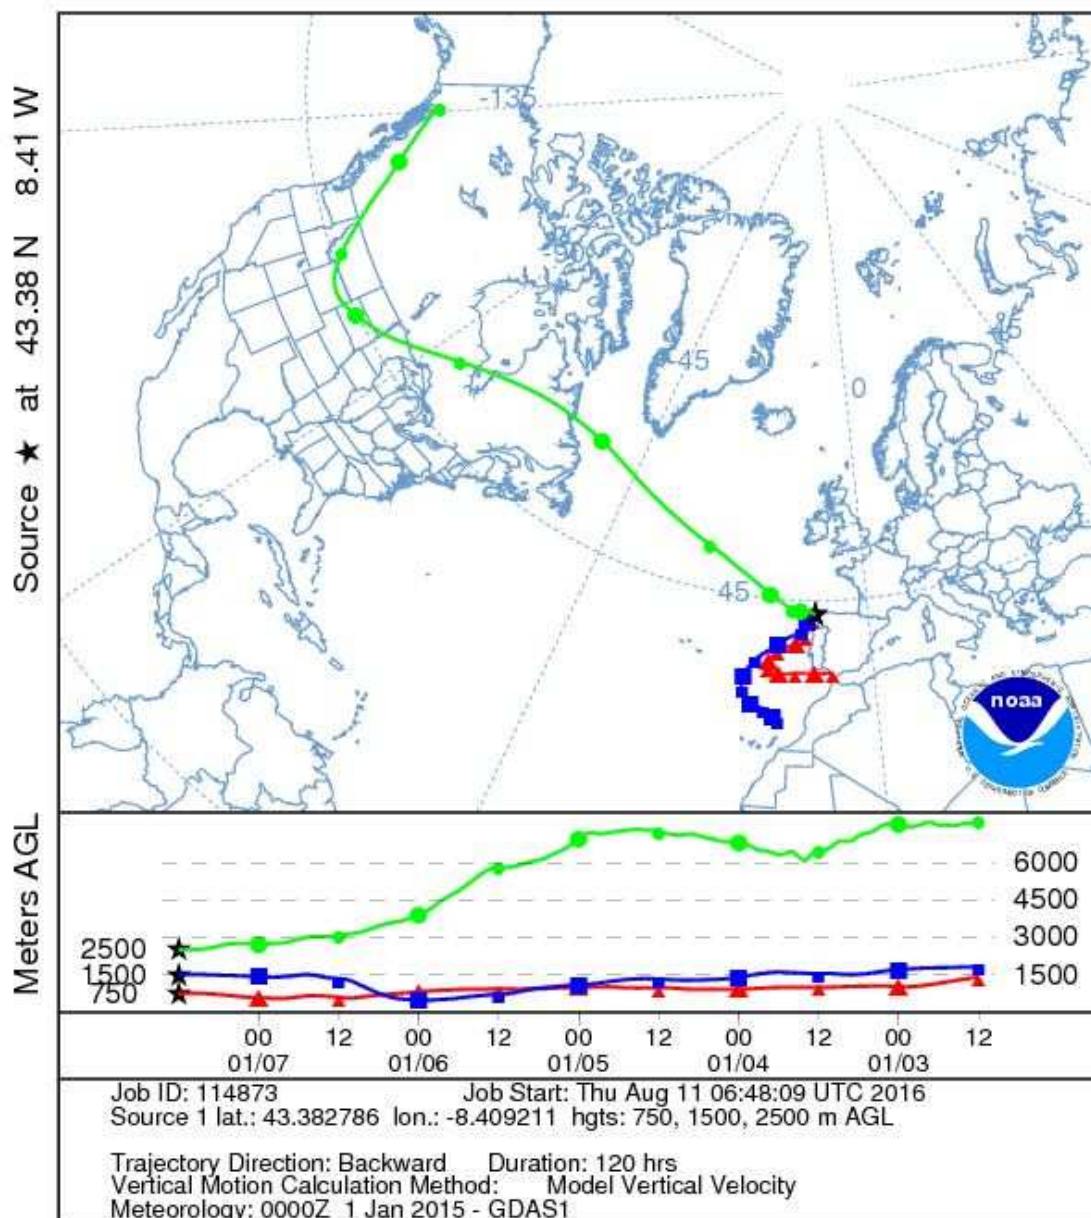 Source ★ at 43.38 N 8.41 W
-135
-90
-45
45
0
45
noaa
Meters AGL
6000
4500
3000
1500
2500
1500
750
00 12 00 12 00 12 00 12 00 12
01/07 01/06 01/05 01/04 01/03
Job ID: 114873 Job Start: Thu Aug 11 06:48:09 UTC 2016
Source 1 lat.: 43.382786 lon.: -8.409211 hgts: 750, 1500, 2500 m AGL
Trajectory Direction: Backward Duration: 120 hrs
Vertical Motion Calculation Method: Model Vertical Velocity
Meteorology: 0000Z 1 Jan 2015 - GDAS1